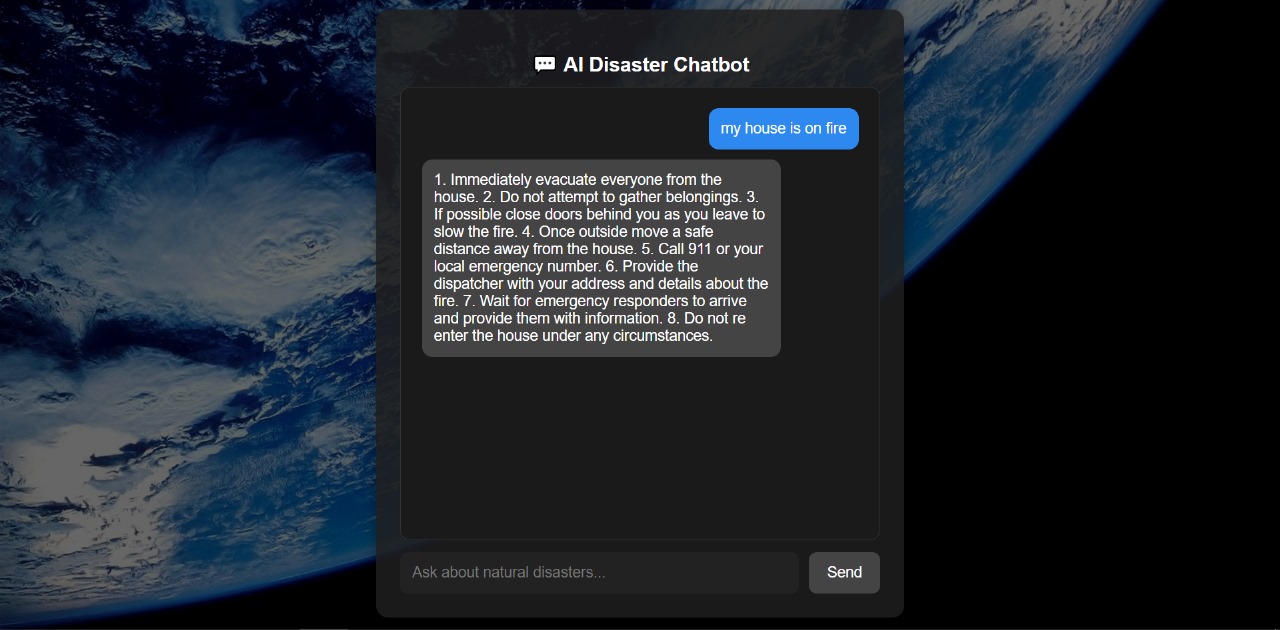 💬 AI Disaster Chatbot
my house is on fire
1. Immediately evacuate everyone from the
house. 2. Do not attempt to gather belongings. 3.
If possible close doors behind you as you leave to
slow the fire. 4. Once outside move a safe
distance away from the house. 5. Call 911 or your
local emergency number. 6. Provide the
dispatcher with your address and details about the
fire. 7. Wait for emergency responders to arrive
and provide them with information. 8. Do not re
enter the house under any circumstances.
Ask about natural disasters...
Send